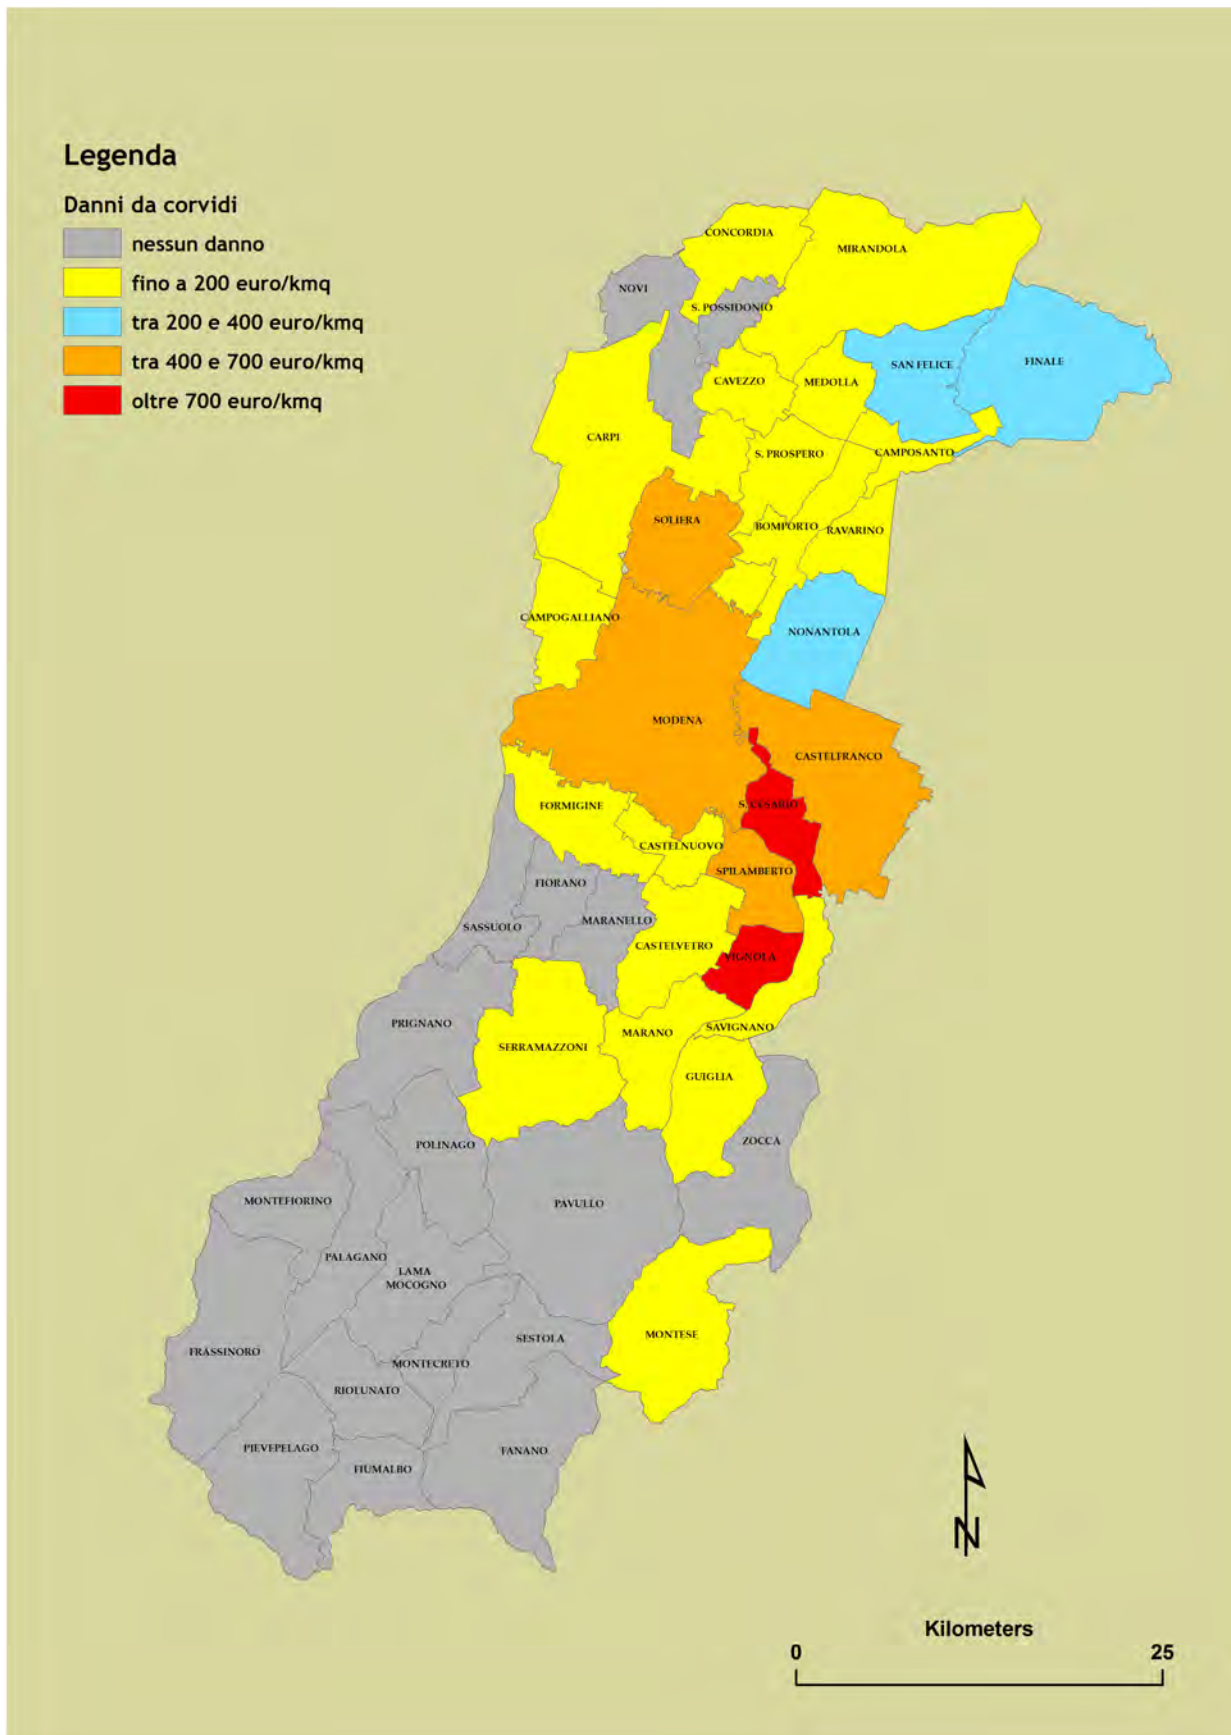 Legenda
Danni da corvidi
nessun danno
fino a 200 euro/kmq
tra 200 e 400 euro/kmq
tra 400 e 700 euro/kmq
oltre 700 euro/kmq
CONCORDIA
MIRANDOLA
NOVI
S. POSSIDONIO
SAN FELICE
FINALE
CAVEZZO
MEDOLLA
CARPI
S. PROSPERO
CAMPOSANTO
SOLIERA
BOMPORTO
RAVARINO
CAMPOGALLIANO
NONANTOLA
MODENA
CASTELFRANCO
FORMIGINE
S. CESARIO
CASTELNUOVO
SPILAMBERTO
FIORANO
MARANELLO
SASSUOLO
CASTELVETRO
VIGNOLA
PRIGNANO
SERRAMAZZONI
MARANO
SAVIGNANO
GUIGLIA
POLINAGO
ZOCCA
MONTEFIORINO
PAVULLO
PALAGANO
LAMA
MOCOGNO
FRASSINORO
SESTOLA
MONTESE
MONTECRETO
RIOLUNATO
PIEVEPELAGO
FANANO
FIUMALBO
N
Kilometers
0 25